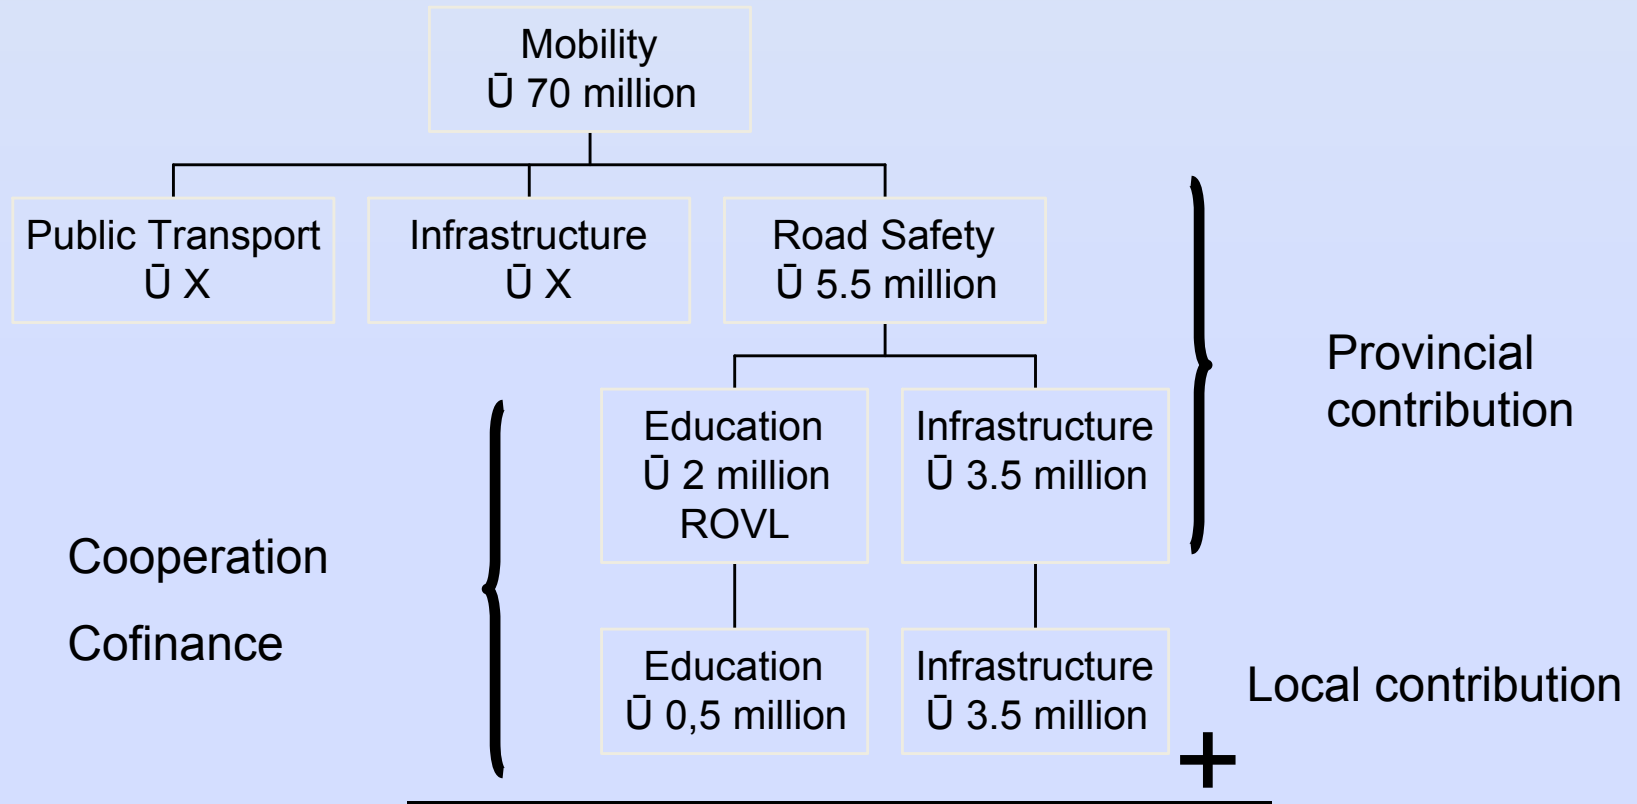 Mobility
Ū 70 million
Public Transport
Ū X
Infrastructure
Ū X
Road Safety
Ū 5.5 million
Provincial
contribution
Education
Ū 2 million
ROVL
Infrastructure
Ū 3.5 million
Cooperation
Cofinance
Education
Ū 0,5 million
Infrastructure
Ū 3.5 million
Local contribution
+